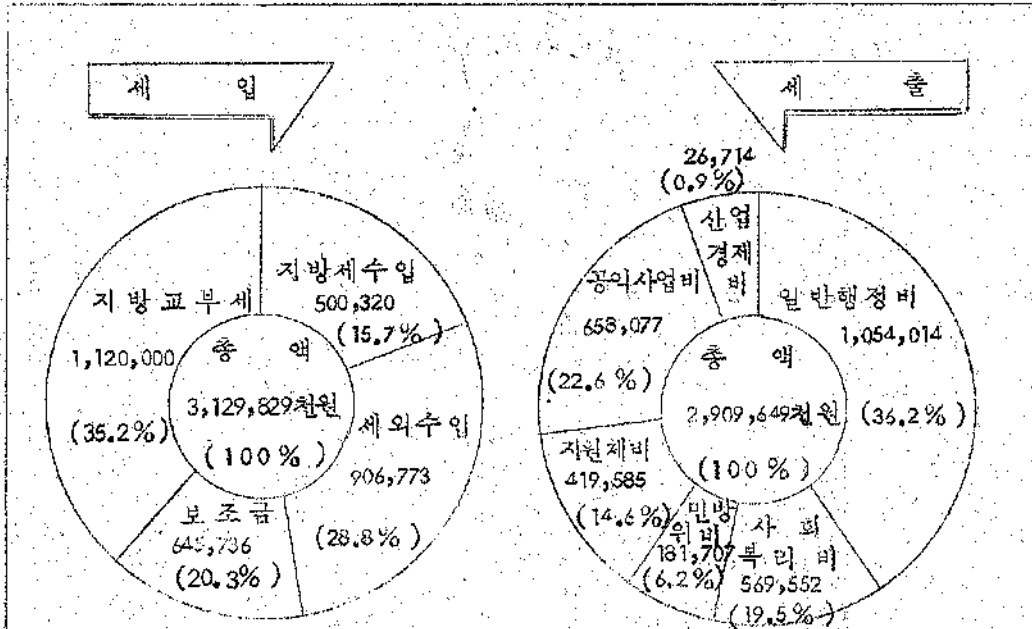 세 입
지방세수입
500,320
(15.7%)
세외수입
906,773
(28.8%)
보조금
(20.3%)
지방교부세
1,120,000
(35.2%)
총 액
3,129,829천원
(100%)
세 출
일반행정비
1,054,014
(36.2%)
사 회
복리비
569,552
(19.5%)
민방
위비
181,707
(6.2%)
지원제비
419,585
(14.6%)
공익사업비
658,077
(22.6%)
산업
경제
비
26,714
(0.9%)
총 액
2,909,649천원
(100%)